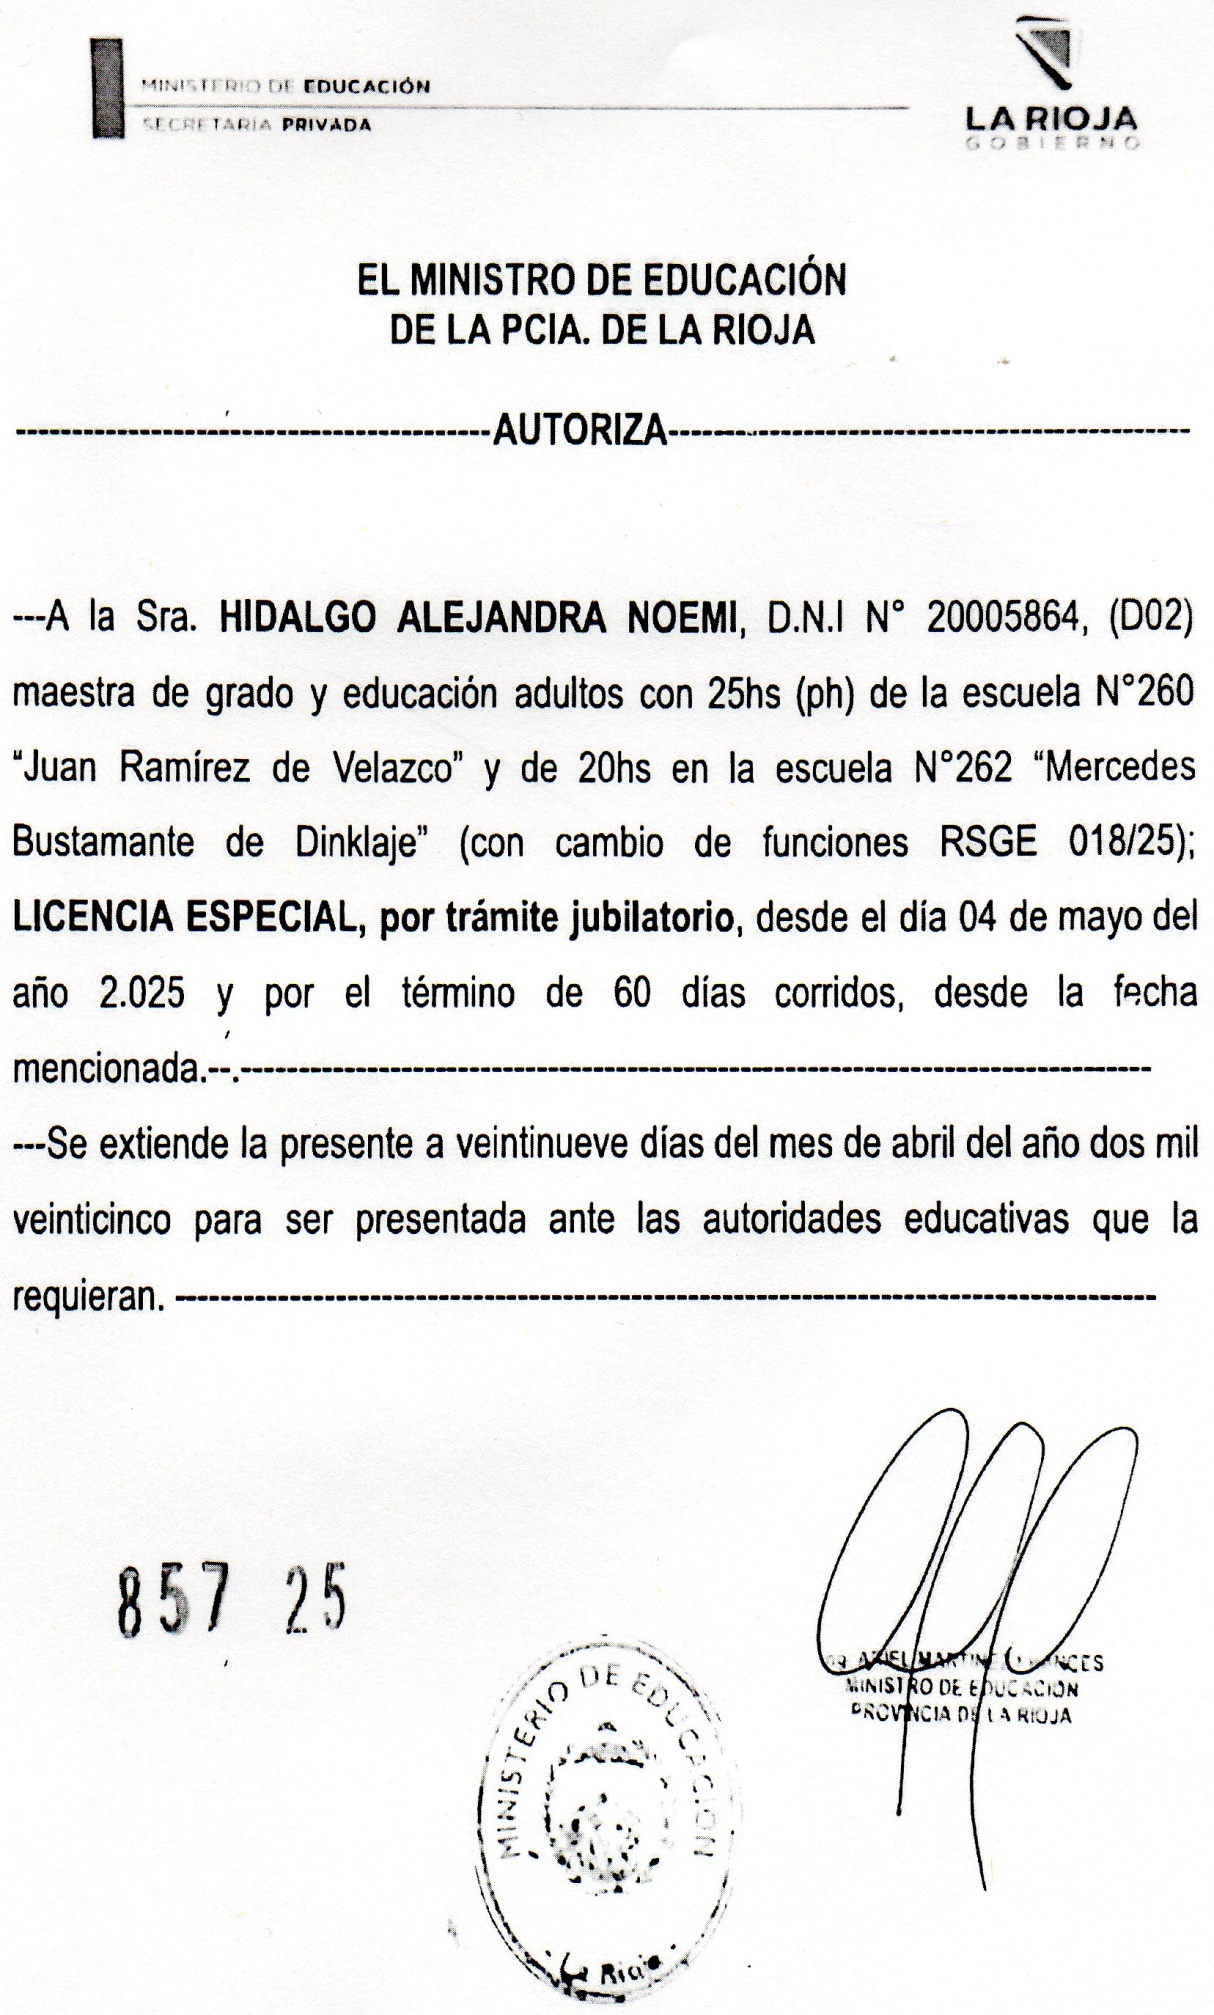 MINISTERIO DE EDUCACIÓN
SECRETARÍA PRIVADA
LA RIOJA
GOBIERNO
EL MINISTRO DE EDUCACIÓN
DE LA PCIA. DE LA RIOJA
------------------------------------------AUTORIZA-----------------------------------------------
---A la Sra. HIDALGO ALEJANDRA NOEMI, D.N.I N° 20005864, (D02)
maestra de grado y educación adultos con 25hs (ph) de la escuela N°260
“Juan Ramírez de Velazco” y de 20hs en la escuela N°262 “Mercedes
Bustamante de Dinklaje” (con cambio de funciones RSGE 018/25);
LICENCIA ESPECIAL, por trámite jubilatorio, desde el día 04 de mayo del
año 2.025 y por el término de 60 días corridos, desde la fecha
mencionada.--.--------------------------------------------------------------------------------
---Se extiende la presente a veintinueve días del mes de abril del año dos mil
veinticinco para ser presentada ante las autoridades educativas que la
requieran. --------------------------------------------------------------------------------------
857 25
ARIEL MARTINEZ
MINISTRO DE EDUCACIÓN
PROVINCIA DE LA RIOJA
MINISTERIO DE EDUCACION
La Rioja